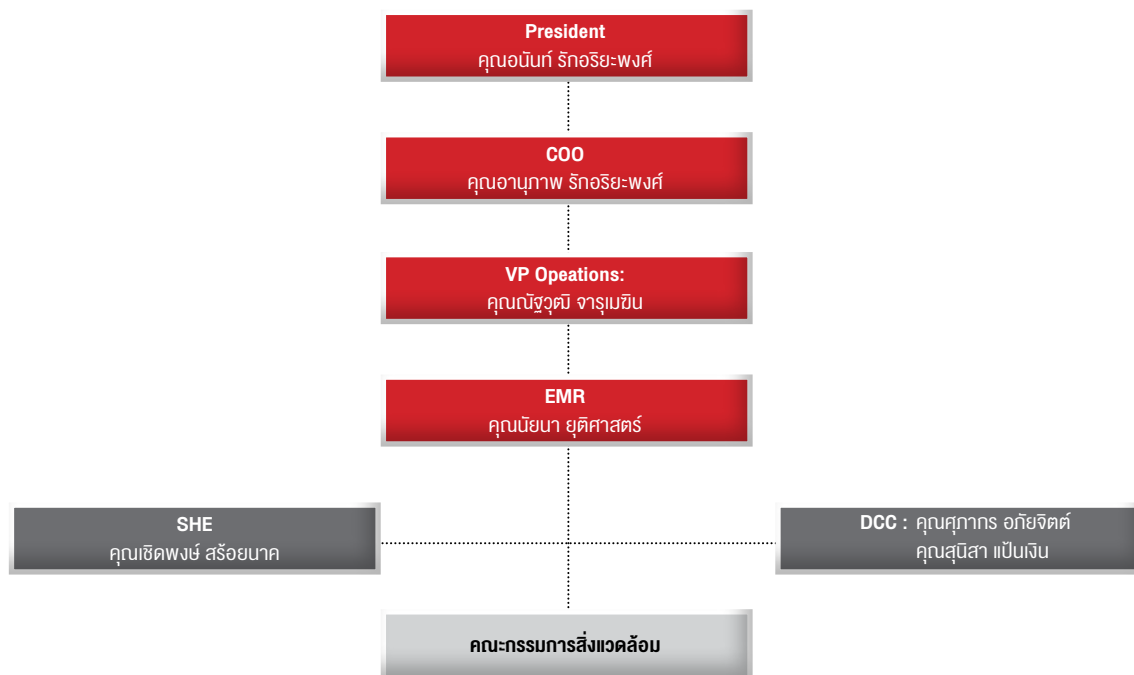 President
คุณอนันท์ รักอริยะพงศ์
COO
คุณอานุภาพ รักอริยะพงศ์
VP Opeations:
คุณณัฐวุฒิ จารุเมฆิน
EMR
คุณนัยนา ยุติศาสตร์
SHE
คุณเชิดพงษ์ สร้อยนาค
DCC : คุณศุภากร อภัยจิตต์
คุณสุนิสา แป้นเงิน
คณะกรรมการสิ่งแวดล้อม